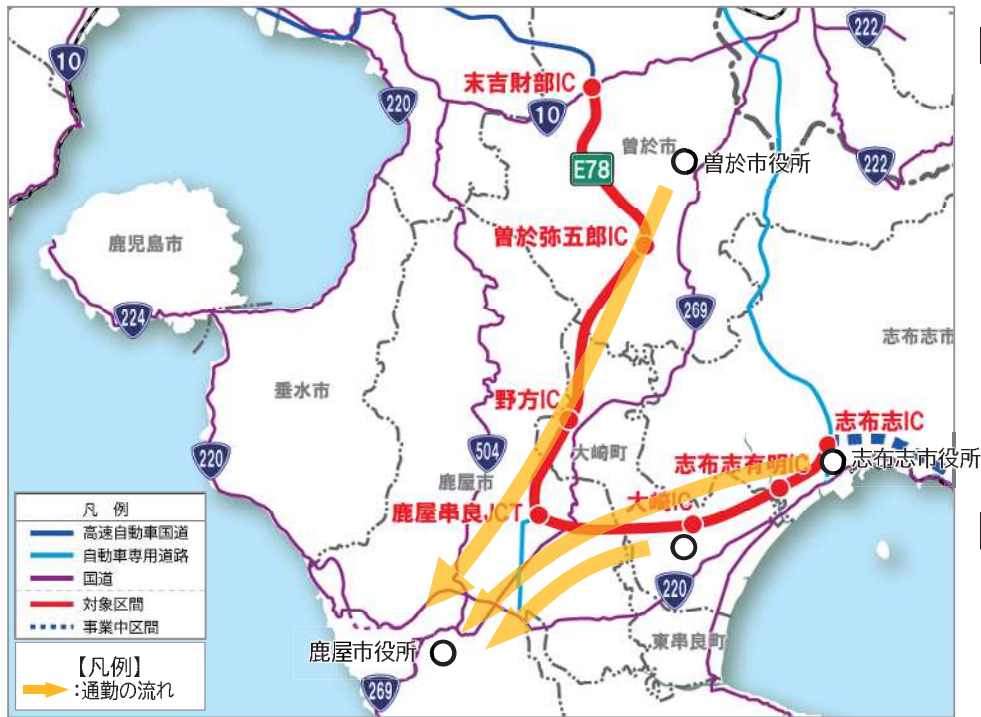 222
10
220
末吉財部IC
10
曽於市
曽於市役所
E78
222
鹿児島市
曽於弥五郎IC
224
269
志布志市
垂水市
野方IC
志布志IC
504
大崎町
220
志布志有明IC
志布志市役所
鹿屋市
大崎IC
鹿屋串良JCT
凡 例
高速自動車国道
自動車専用道路
国道
対象区間
事業中区間
220
東串良町
鹿屋市役所
【凡例】
:通勤の流れ
269